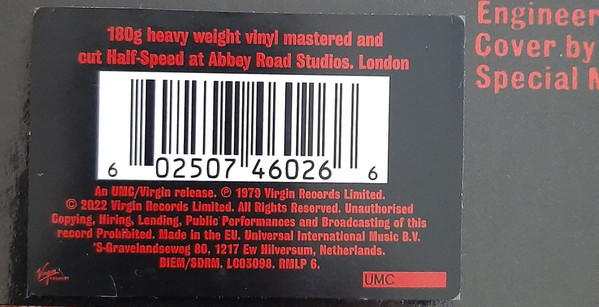 180g heavy weight vinyl mastered and
cut Half-Speed at Abbey Road Studios, London
6 02507 46026 6
An UMC/Virgin release. ℗ 1979 Virgin Records Limited.
© 2022 Virgin Records Limited. All Rights Reserved. Unauthorised
Copying, Hiring, Lending, Public Performances and Broadcasting of this
record Prohibited. Made in the EU. Universal International Music B.V.
'S-Gravelandseweg 80, 1217 EW Hilversum, Netherlands.
BIEM/SDRM. LC03098. RMLP 6.
Virgin
UMC
Engineer
Cover by
Special